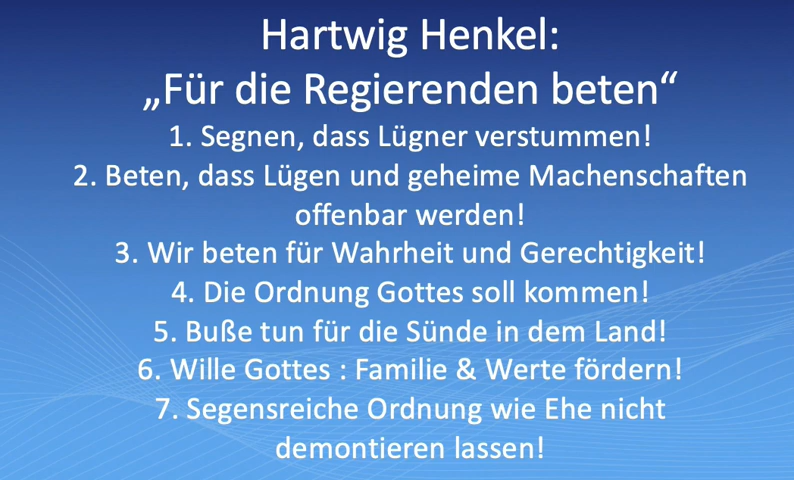 Hartwig Henkel:
„Für die Regierenden beten“
1. Segnen, dass Lügner verstummen!
2. Beten, dass Lügen und geheime Machenschaften
offenbar werden!
3. Wir beten für Wahrheit und Gerechtigkeit!
4. Die Ordnung Gottes soll kommen!
5. Buße tun für die Sünde in dem Land!
6. Wille Gottes : Familie & Werte fördern!
7. Segensreiche Ordnung wie Ehe nicht
demontieren lassen!